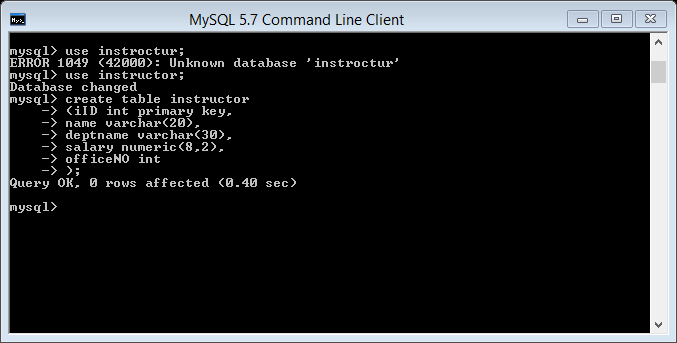 MySQL 5.7 Command Line Client
mysql> use instroctur;
ERROR 1049 (42000): Unknown database 'instroctur'
mysql> use instructor;
Database changed
mysql> create table instructor
    -> (iID int primary key,
    -> name varchar(20),
    -> deptname varchar(30),
    -> salary numeric(8,2),
    -> officeNO int
    -> );
Query OK, 0 rows affected (0.40 sec)
mysql>